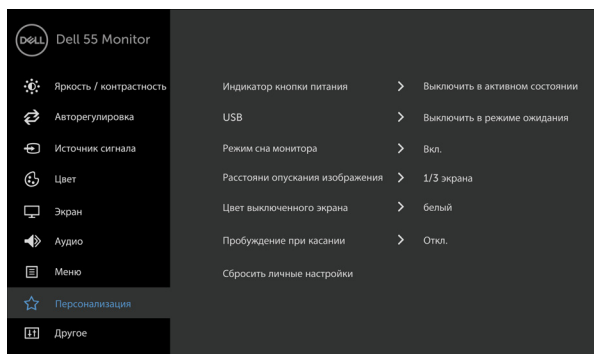 DELL Dell 55 Monitor
Яркость / контрастность
Авторегулировка
Источник сигнала
Цвет
Экран
Аудио
Меню
Персонализация
Другое
Индикатор кнопки питания Выключить в активном состоянии
USB Выключить в режиме ожидания
Режим сна монитора Вкл.
Расстояни опускания изображения 1/3 экрана
Цвет выключенного экрана белый
Пробуждение при касании Откл.
Сбросить личные настройки